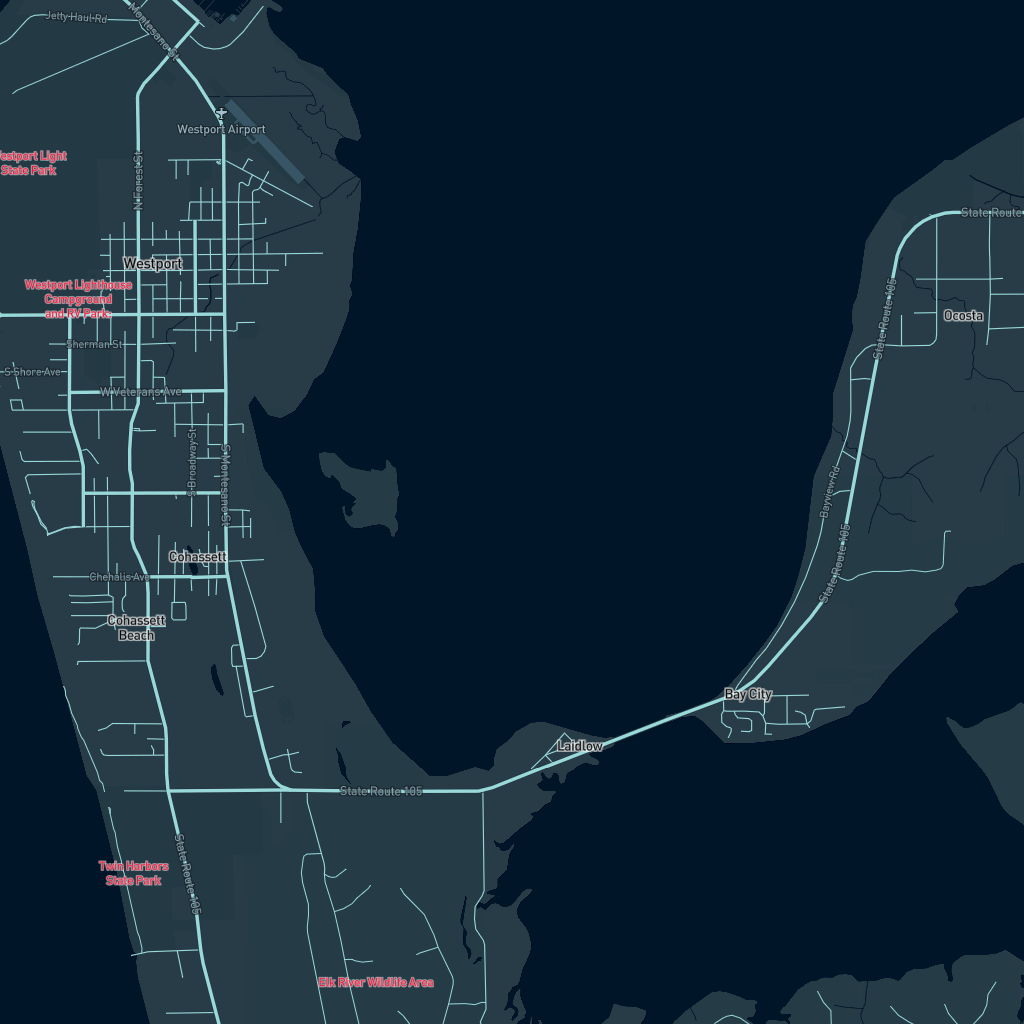 Jetty Haul Rd
Montesano St
Westport Airport
Westport Light
State Park
N Forest St
State Route
Westport
Westport Lighthouse
Campground
and RV Park
State Route 105
Ocosta
Sherman St
S Shore Ave
W Veterans Ave
S Broadway St
S Montesano St
Bayview Rd
State Route 105
Cohassett
Chehalis Ave
Cohassett
Beach
Bay City
Laidlow
State Route 105
State Route 105
Twin Harbors
State Park
Elk River Wildlife Area